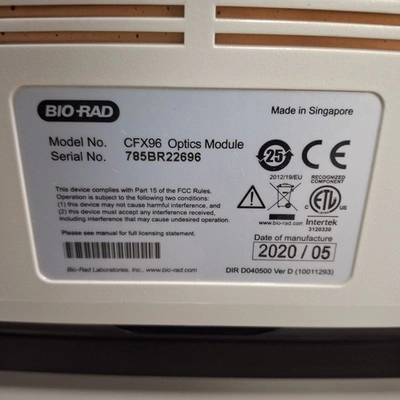 BIO-RAD
Made in Singapore
Model No. CFX96 Optics Module
Serial No. 785BR22696
25
CE
2012/19/EU
RECOGNIZED
COMPONENT
This device complies with Part 15 of the FCC Rules.
Operation is subject to the following two conditions:
(1) this device may not cause harmful interference, and
(2) this device must accept any interference received,
including interference that may cause undesired operation.
Please see manual for full licensing statement.
www.bio-rad.com
ETL
Intertek
3120330
Date of manufacture
2020 / 05
Bio-Rad Laboratories, Inc., www.bio-rad.com
DIR D040500 Ver D (10011293)